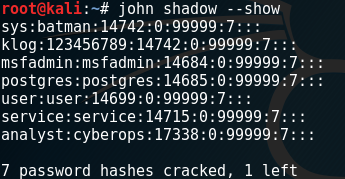 root@kali:~# john shadow --show
sys:batman:14742:0:99999:7:::
klog:123456789:14742:0:99999:7:::
msfadmin:msfadmin:14684:0:99999:7:::
postgres:postgres:14685:0:99999:7:::
user:user:14699:0:99999:7:::
service:service:14715:0:99999:7:::
analyst:cyberops:17338:0:99999:7:::
7 password hashes cracked, 1 left